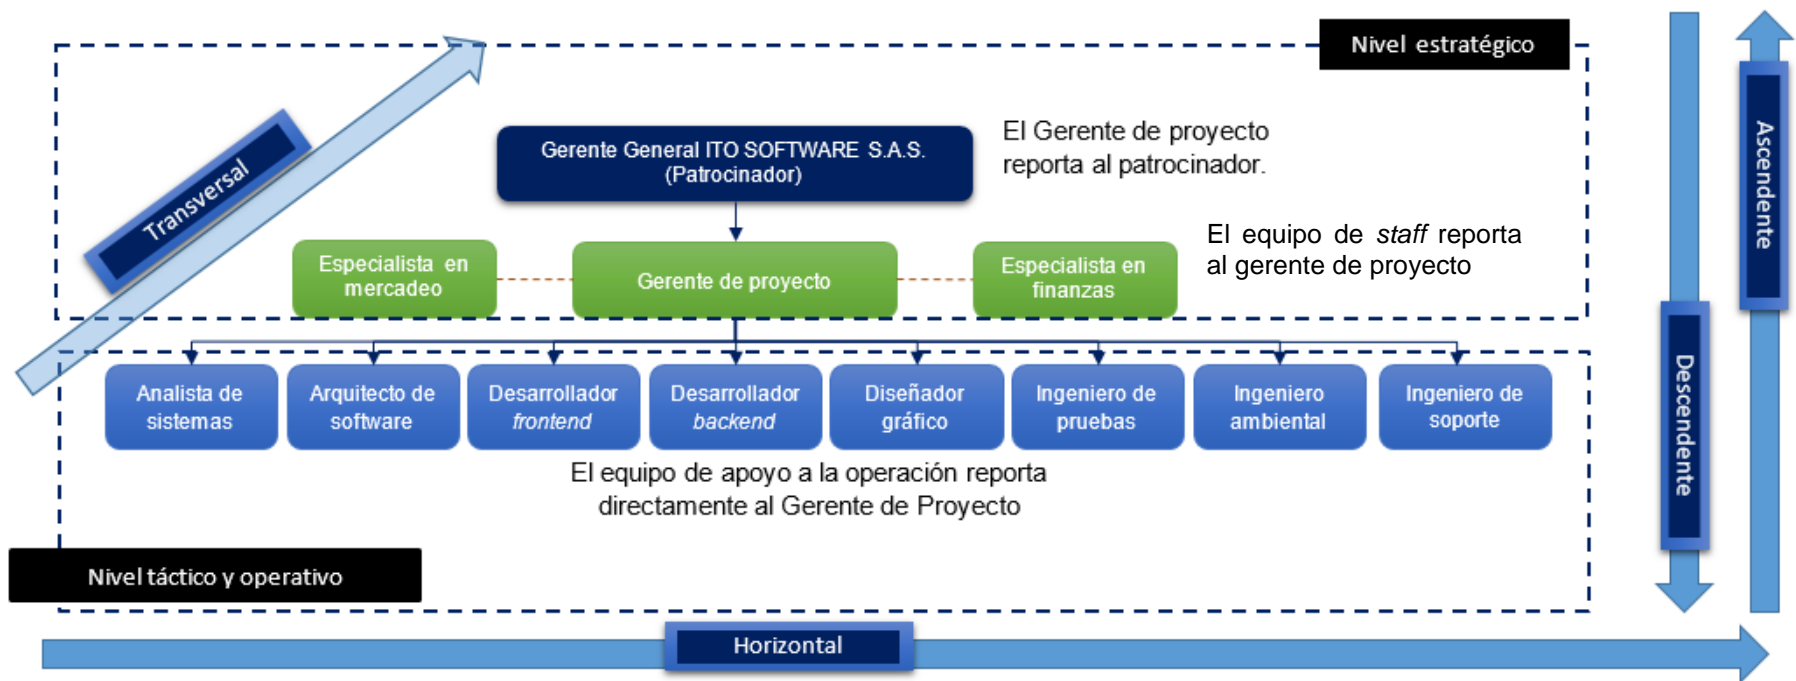 Nivel estratégico
El Gerente de proyecto
reporta al patrocinador.
Gerente General ITO SOFTWARE S.A.S.
(Patrocinador)
Transversal
Ascendente
El equipo de staff reporta
al gerente de proyecto
Especialista en
mercadeo
Gerente de proyecto
Especialista en
finanzas
Descendente
Analista de
sistemas
Arquitecto de
software
Desarrollador
frontend
Desarrollador
backend
Diseñador
gráfico
Ingeniero de
pruebas
Ingeniero
ambiental
Ingeniero de
soporte
El equipo de apoyo a la operación reporta
directamente al Gerente de Proyecto
Nivel táctico y operativo
Horizontal